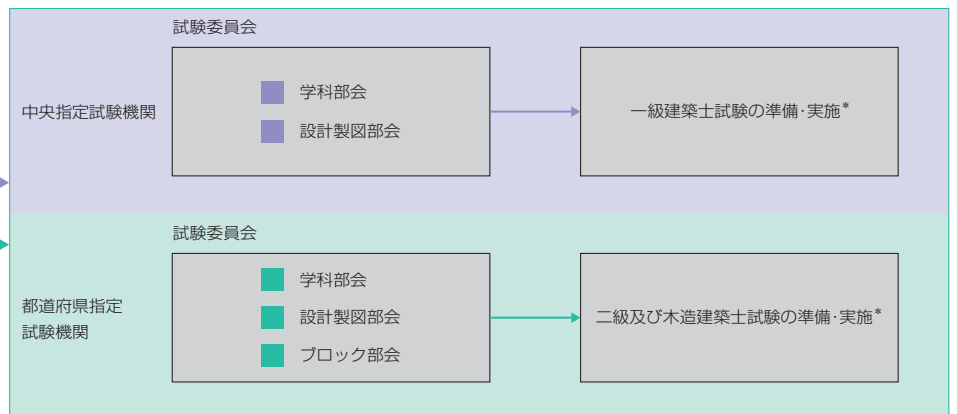 試験委員会
中央指定試験機関
学科部会
設計製図部会
一級建築士試験の準備･実施*
試験委員会
都道府県指定
試験機関
学科部会
設計製図部会
ブロック部会
二級及び木造建築士試験の準備･実施*